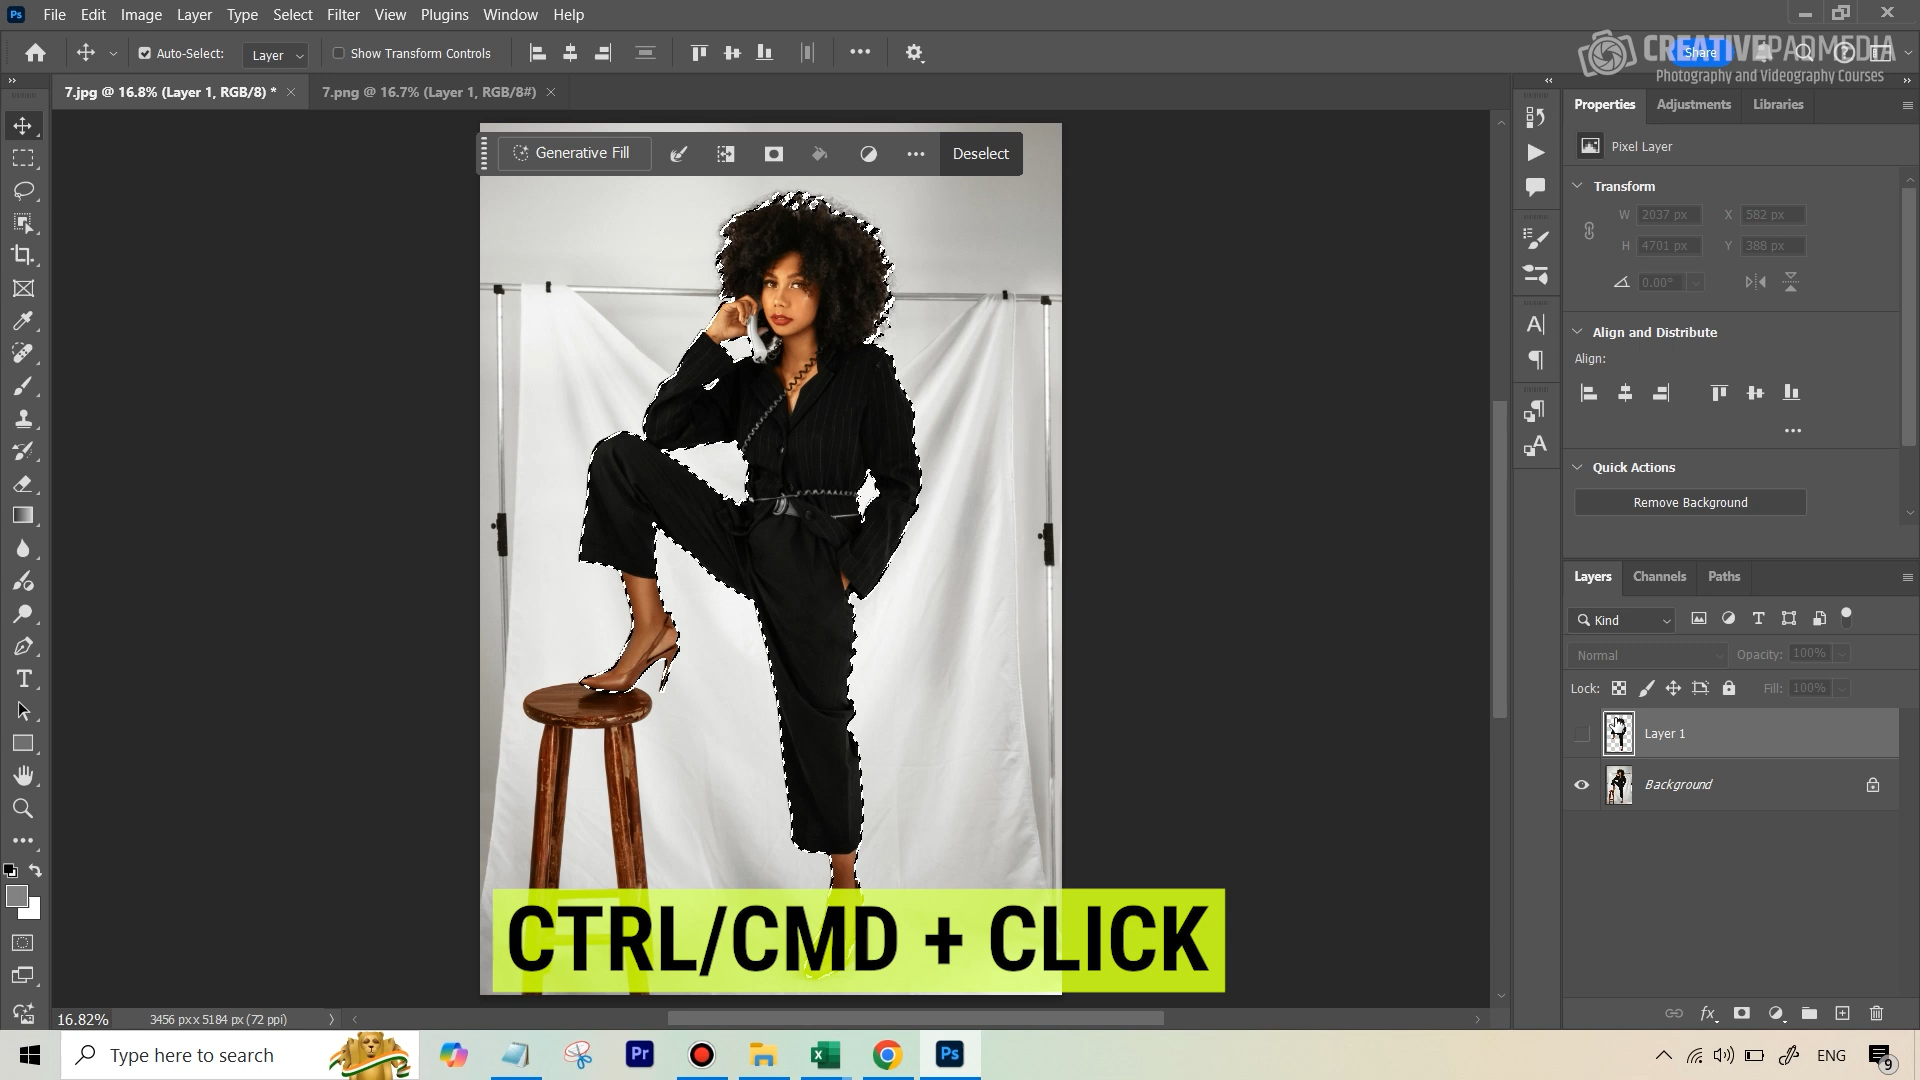 File Edit Image Layer Type Select Filter View Plugins Window Help
Auto-Select: Layer Show Transform Controls
Share
CREATIVEPADMEDIA
Photography and Videography Courses
7.jpg @ 16.8% (Layer 1, RGB/8) * 7.png @ 16.7% (Layer 1, RGB/8#)
Properties Adjustments Libraries
Generative Fill Deselect
Pixel Layer
Transform
W 2037 px X 582 px
H 4701 px Y 388 px
0.00°
Align and Distribute
Align:
Quick Actions
Remove Background
Layers Channels Paths
Kind
Normal Opacity: 100%
Lock: Fill: 100%
Layer 1
Background
CTRL/CMD + CLICK
16.82% 3456 px x 5184 px (72 ppi)
Type here to search
ENG
9